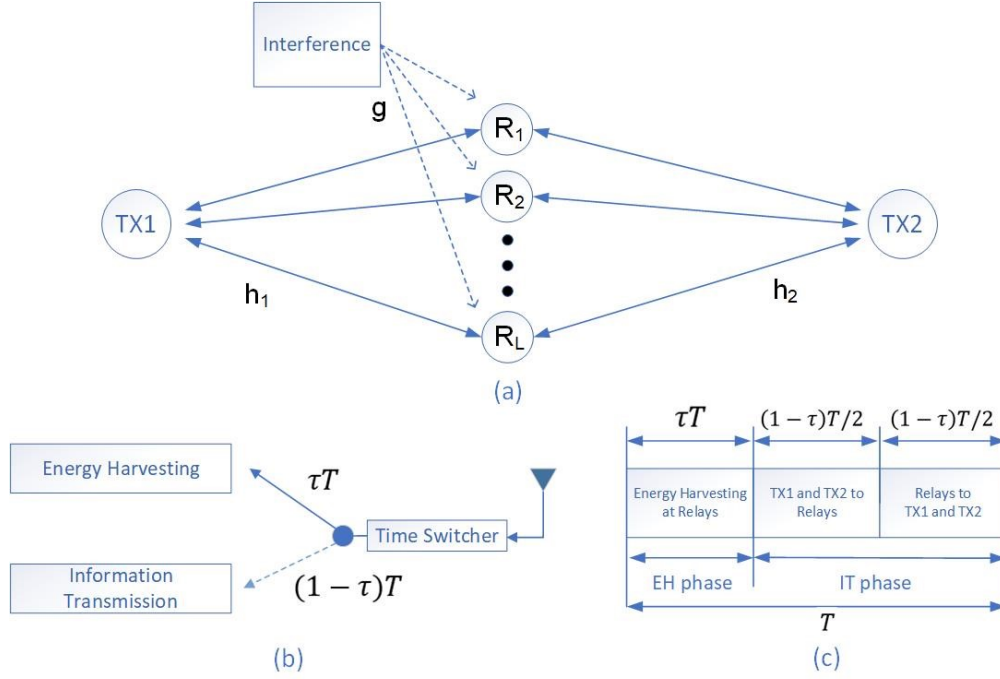 Interference
g
R₁
R₂
TX1
TX2
h₁
h₂
R_L
(a)
Energy Harvesting
τT
Time Switcher
Information
Transmission
(1 − τ)T
(b)
τT
(1 − τ)T/2
(1 − τ)T/2
Energy Harvesting
at Relays
TX1 and TX2 to
Relays
Relays to
TX1 and TX2
EH phase
IT phase
T
(c)